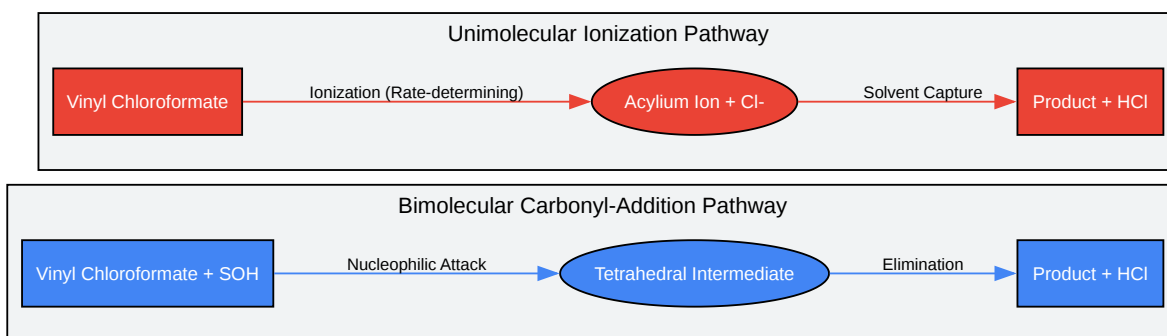 Unimolecular Ionization Pathway
Vinyl Chloroformate
Ionization (Rate-determining)
Acylium Ion + Cl-
Solvent Capture
Product + HCl
Bimolecular Carbonyl-Addition Pathway
Vinyl Chloroformate + SOH
Nucleophilic Attack
Tetrahedral Intermediate
Elimination
Product + HCl